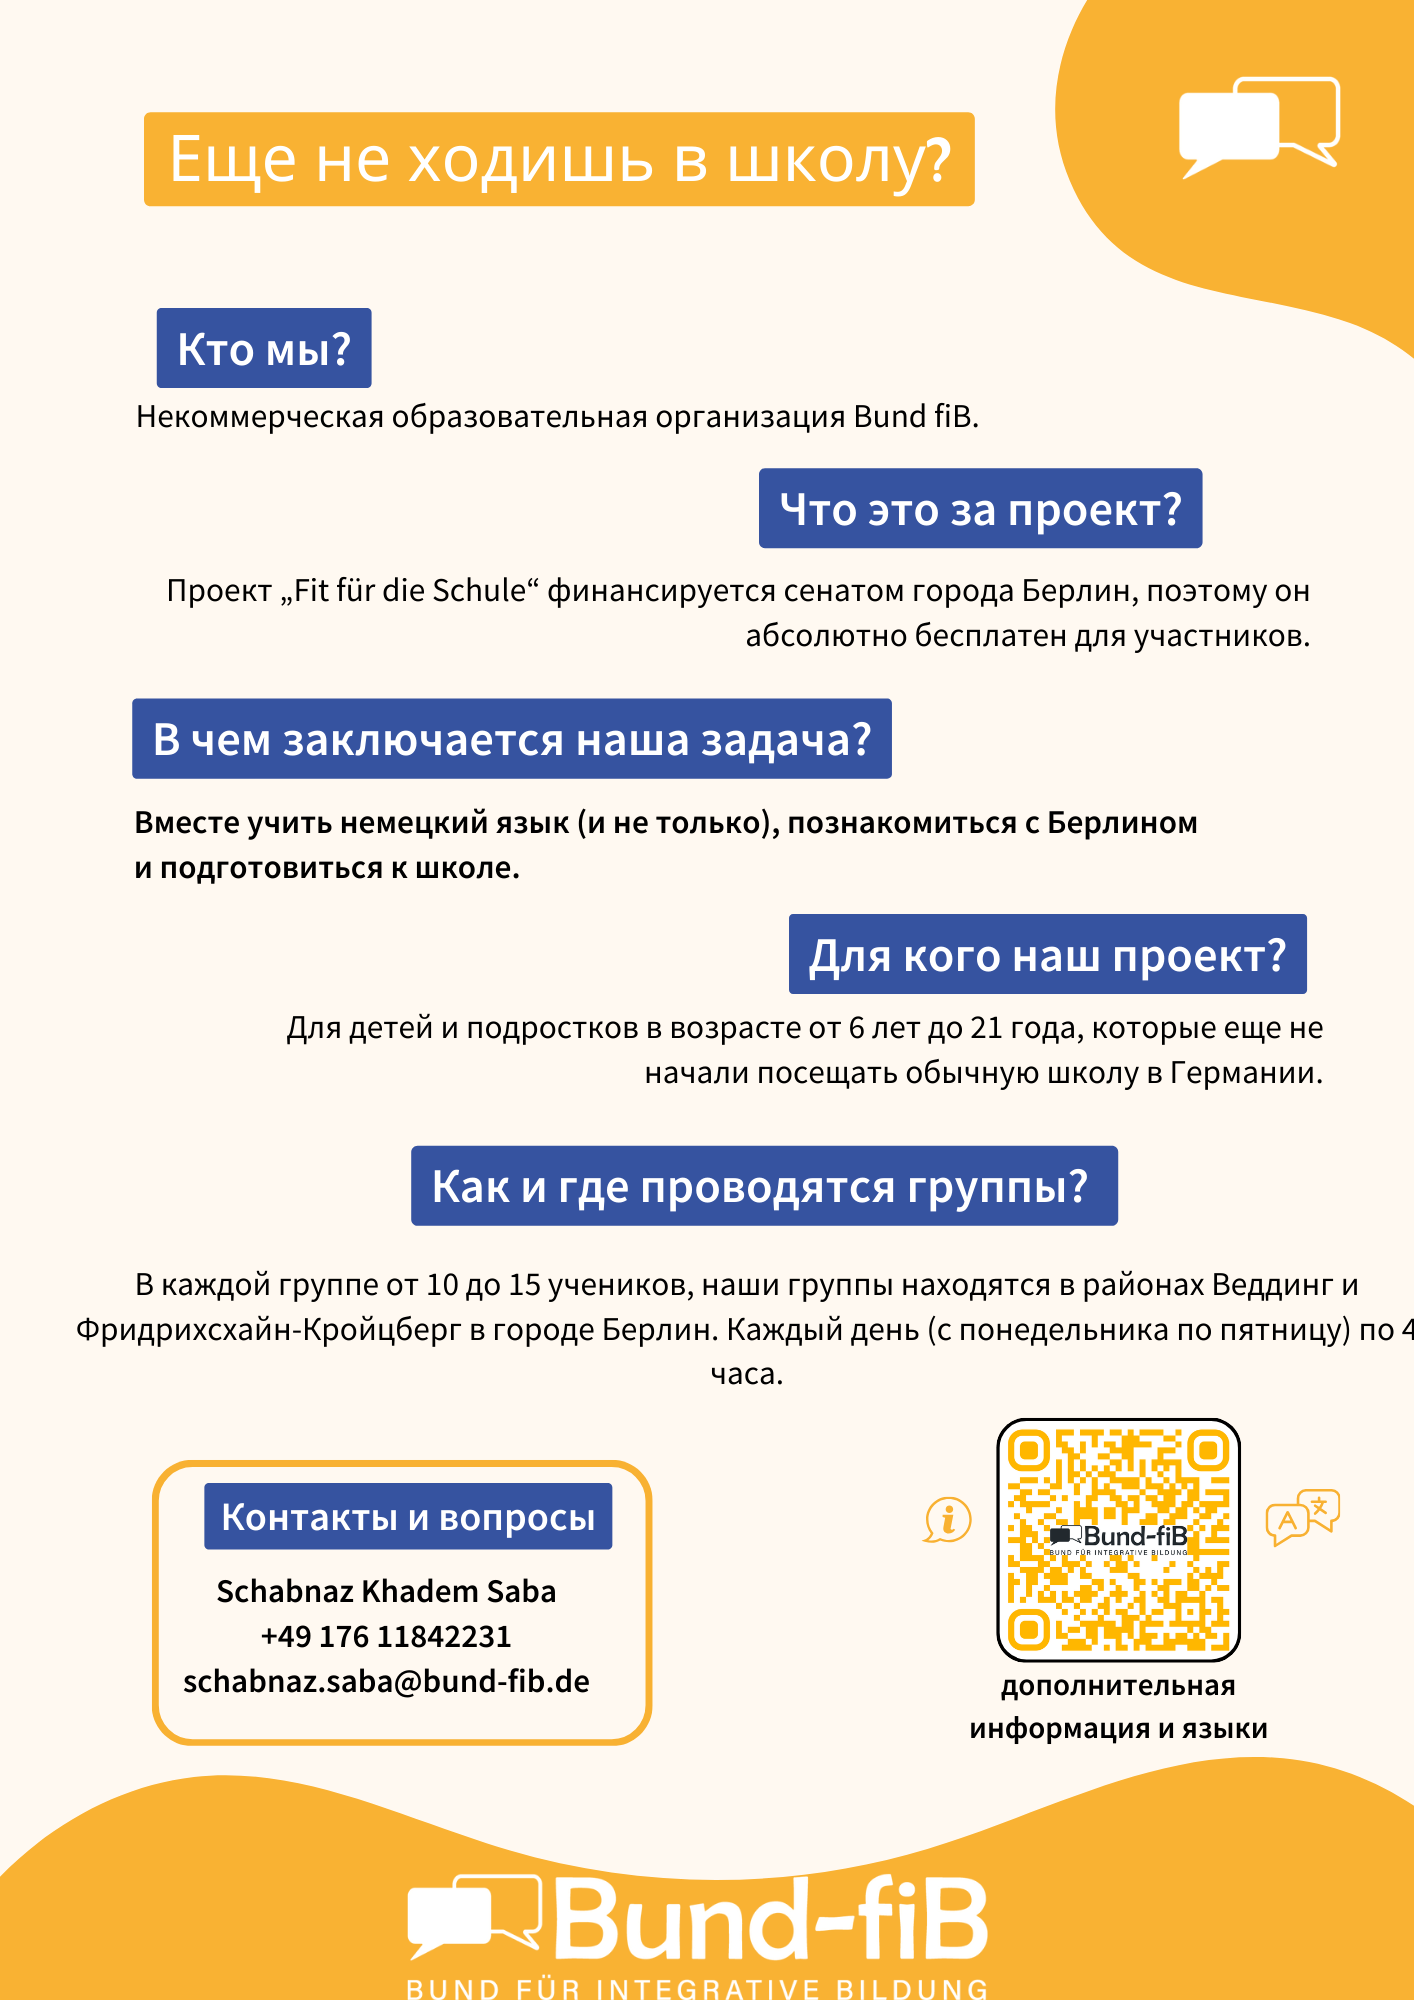 Еще не ходишь в школу?
Кто мы?
Некоммерческая образовательная организация Bund fiB.
Что это за проект?
Проект „Fit für die Schule“ финансируется сенатом города Берлин, поэтому он
абсолютно бесплатен для участников.
В чем заключается наша задача?
Вместе учить немецкий язык (и не только), познакомиться с Берлином
и подготовиться к школе.
Для кого наш проект?
Для детей и подростков в возрасте от 6 лет до 21 года, которые еще не
начали посещать обычную школу в Германии.
Как и где проводятся группы?
В каждой группе от 10 до 15 учеников, наши группы находятся в районах Веддинг и
Фридрихсхайн-Кройцберг в городе Берлин. Каждый день (с понедельника по пятницу) по 4
часа.
Контакты и вопросы
Schabnaz Khadem Saba
+49 176 11842231
schabnaz.saba@bund-fib.de
i
Bund-fiB
BUND FÜR INTEGRATIVE BILDUNG
A 文
дополнительная
информация и языки
Bund-fiB
BUND FÜR INTEGRATIVE BILDUNG